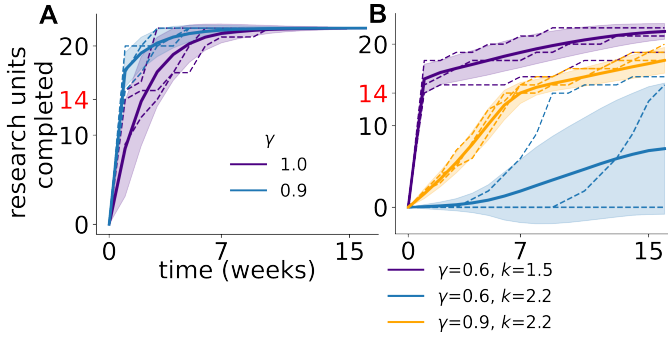 A
B
research units
completed
20
14
10
0
γ
1.0
0.9
0
7
15
time (weeks)
20
14
10
0
0
7
15
γ=0.6, k=1.5
γ=0.6, k=2.2
γ=0.9, k=2.2